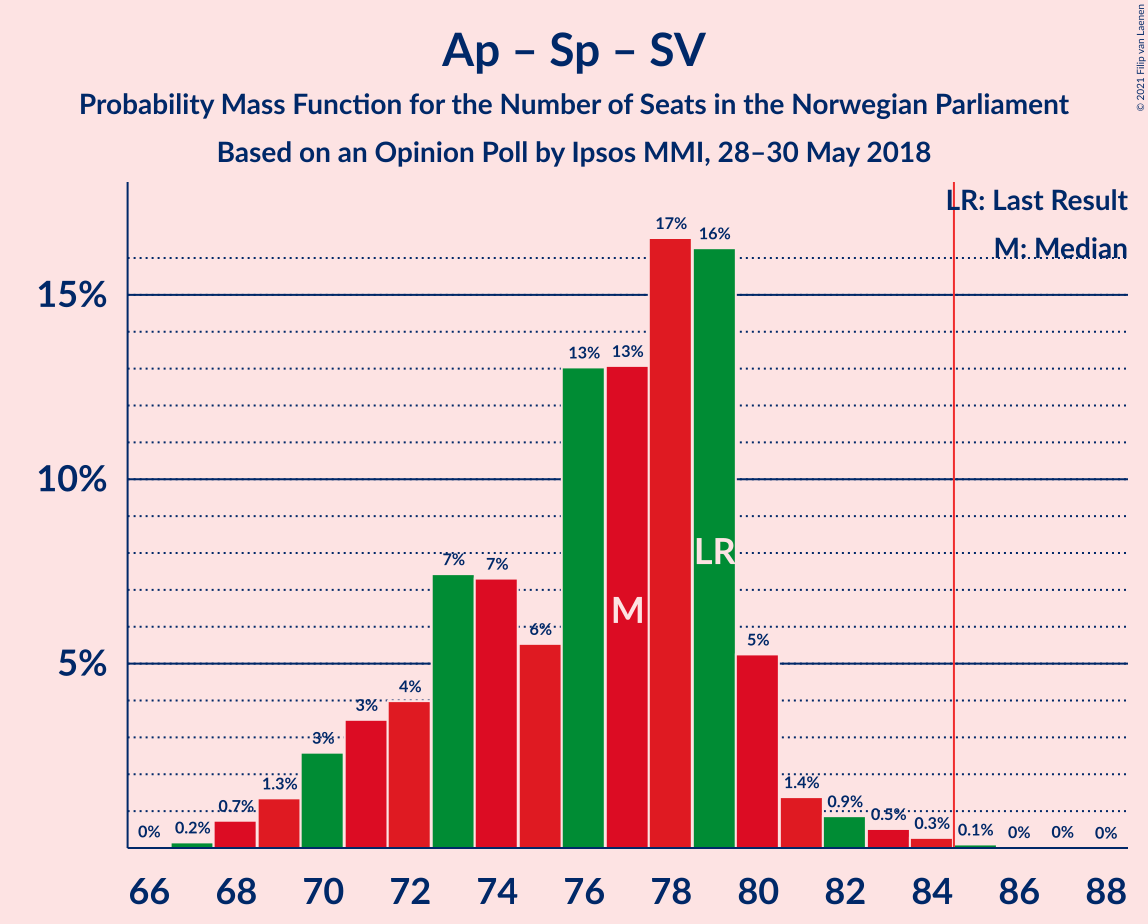 Ap – Sp – SV
Probability Mass Function for the Number of Seats in the Norwegian Parliament
Based on an Opinion Poll by Ipsos MMI, 28–30 May 2018
© 2021 Filip van Laenen
LR: Last Result
M: Median
15%
10%
5%
0%
0.2%
0.7%
1.3%
3%
3%
4%
7%
7%
6%
13%
13%
17%
16%
5%
1.4%
0.9%
0.5%
0.3%
0.1%
0%
0%
0%
M
LR
66 68 70 72 74 76 78 80 82 84 86 88